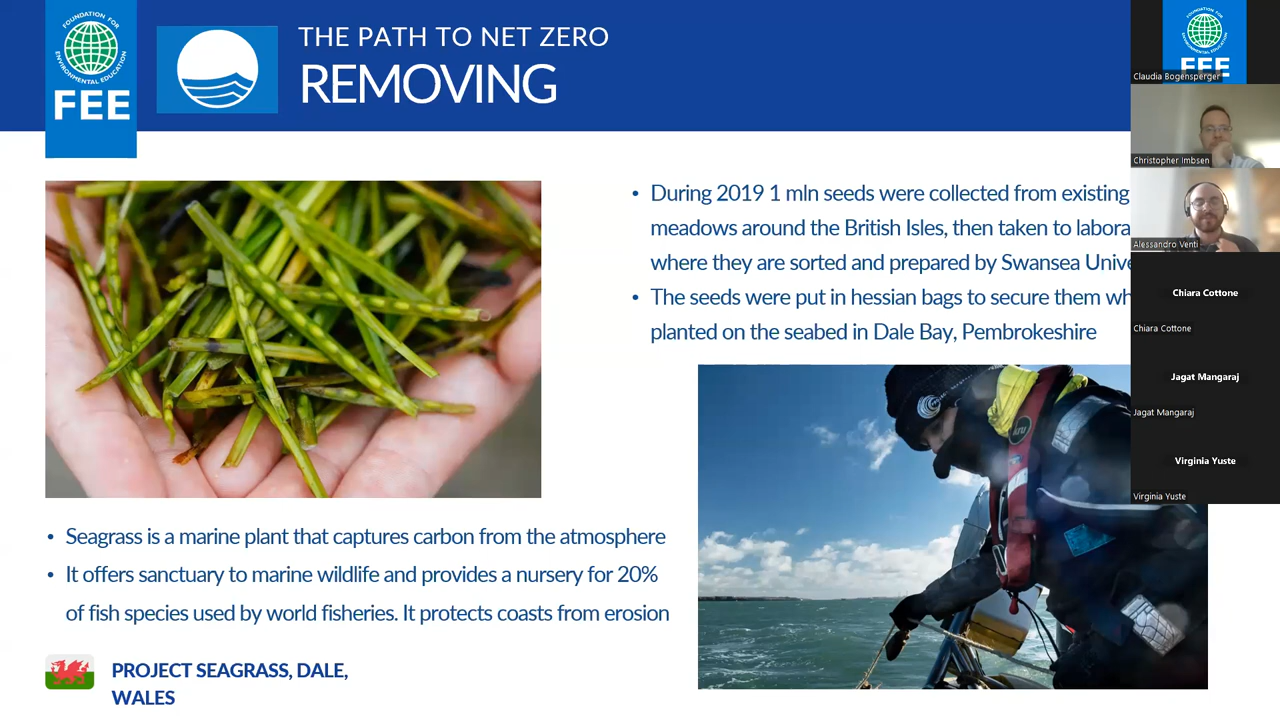 FOUNDATION FOR
ENVIRONMENTAL EDUCATION
FEE
THE PATH TO NET ZERO
REMOVING
During 2019 1 mln seeds were collected from existing
meadows around the British Isles, then taken to labora
where they are sorted and prepared by Swansea Unive
The seeds were put in hessian bags to secure them wh
planted on the seabed in Dale Bay, Pembrokeshire
Seagrass is a marine plant that captures carbon from the atmosphere
It offers sanctuary to marine wildlife and provides a nursery for 20%
of fish species used by world fisheries. It protects coasts from erosion
PROJECT SEAGRASS, DALE,
WALES
FOUNDATION FOR
ENVIRONMENTAL EDUCATION
FEE
Claudia Bogensperger
Christopher Imbsen
Alessandro Venti
Chiara Cottone
Chiara Cottone
Jagat Mangaraj
Jagat Mangaraj
Virginia Yuste
Virginia Yuste